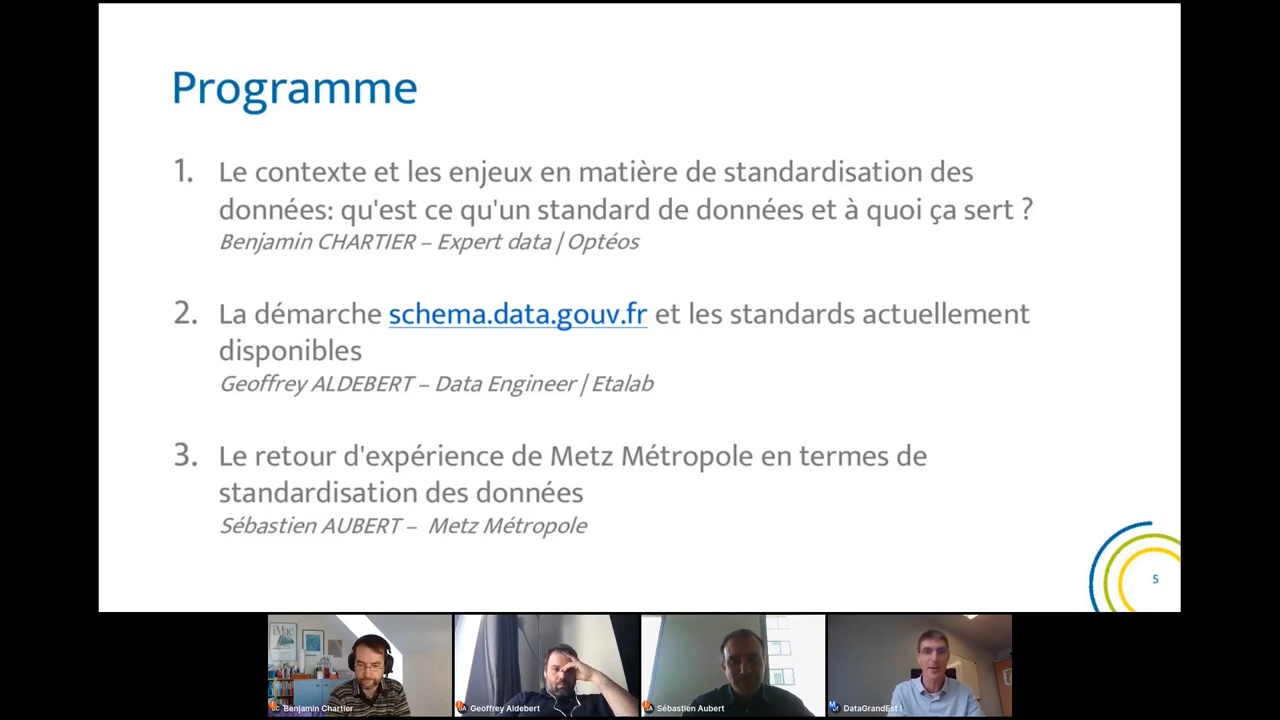 Programme
1. Le contexte et les enjeux en matière de standardisation des
données: qu'est ce qu'un standard de données et à quoi ça sert ?
Benjamin CHARTIER – Expert data | Optéos
2. La démarche schema.data.gouv.fr et les standards actuellement
disponibles
Geoffrey ALDEBERT – Data Engineer | Etalab
3. Le retour d'expérience de Metz Métropole en termes de
standardisation des données
Sébastien AUBERT – Metz Métropole
5
iMac
Benjamin Chartier
Geoffrey Aldebert
Sébastien Aubert
DataGrandEst